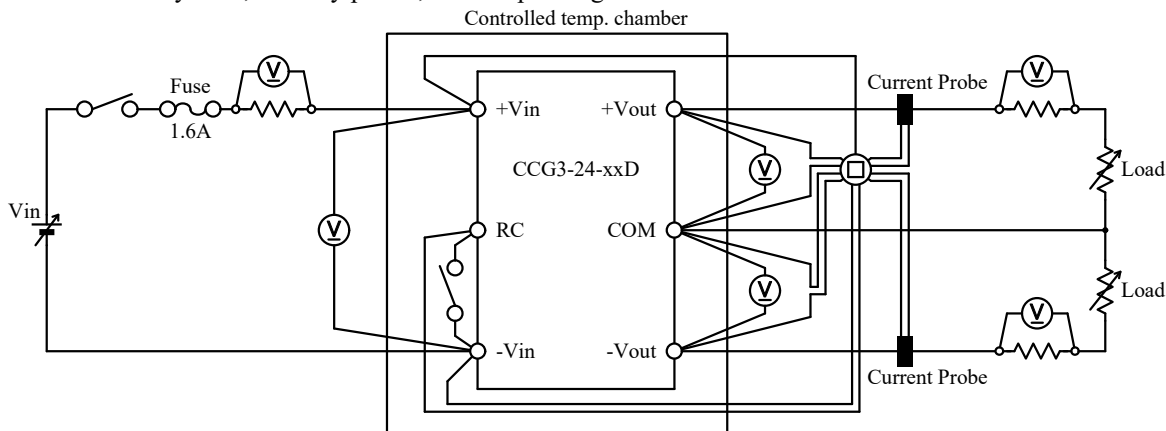 Controlled temp. chamber
Fuse
1.6A
V
Current Probe
V
+Vin
+Vout
CCG3-24-xxD
V
Load
Vin
V
RC
COM
V
Load
V
-Vin
-Vout
Current Probe